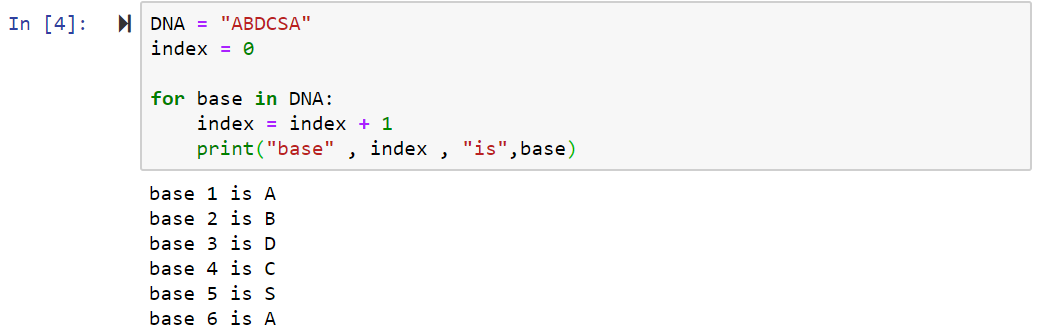 In [4]:
DNA = "ABDCSA"
index = 0
for base in DNA:
    index = index + 1
    print("base" , index , "is",base)
base 1 is A
base 2 is B
base 3 is D
base 4 is C
base 5 is S
base 6 is A